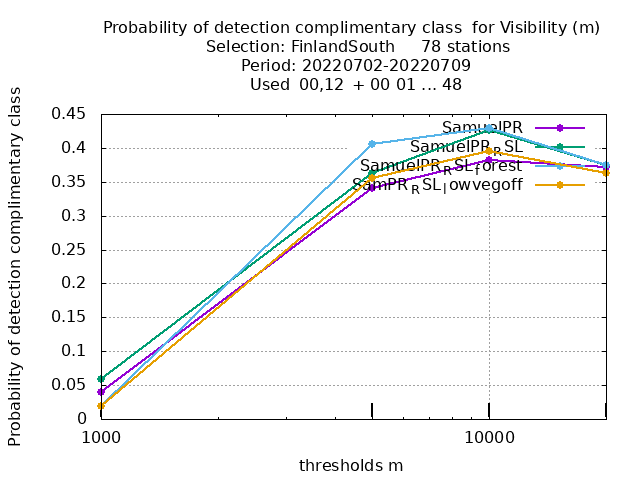 Probability of detection complimentary class  for Visibility (m)
Selection: FinlandSouth     78 stations
Period: 20220702-20220709
Used  00,12  + 00 01 ... 48
Probability of detection complimentary class
0.45
0.4
0.35
0.3
0.25
0.2
0.15
0.1
0.05
0
1000
10000
thresholds m
SamuelPR
SamuelPR_RSL
SamuelPR_RSL_forest
SamPR_RSL_lowvegoff